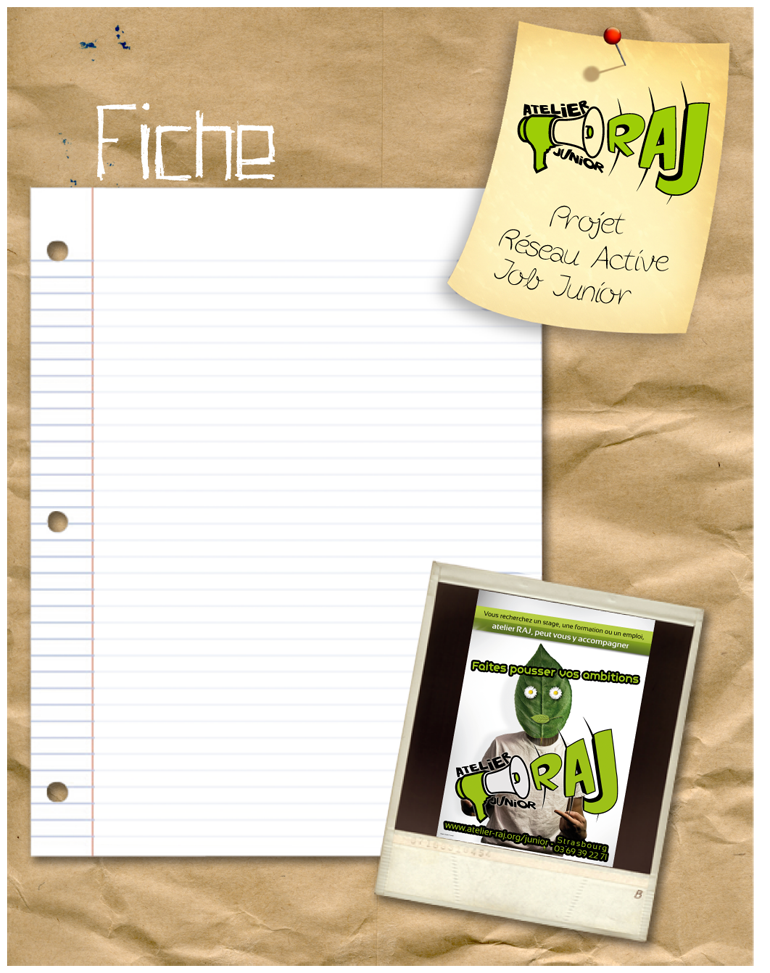 Fiche
ATELIER
RAJ
JUNiOR
Projet
Réseau Active
Job Junior
Vous recherchez un stage, une formation ou un emploi,
atelier RAJ, peut vous y accompagner
Faites pousser vos ambitions
ATELIER
RAJ
JUNiOR
www.atelier-raj.org/junior - Strasbourg
03 69 39 22 71
B